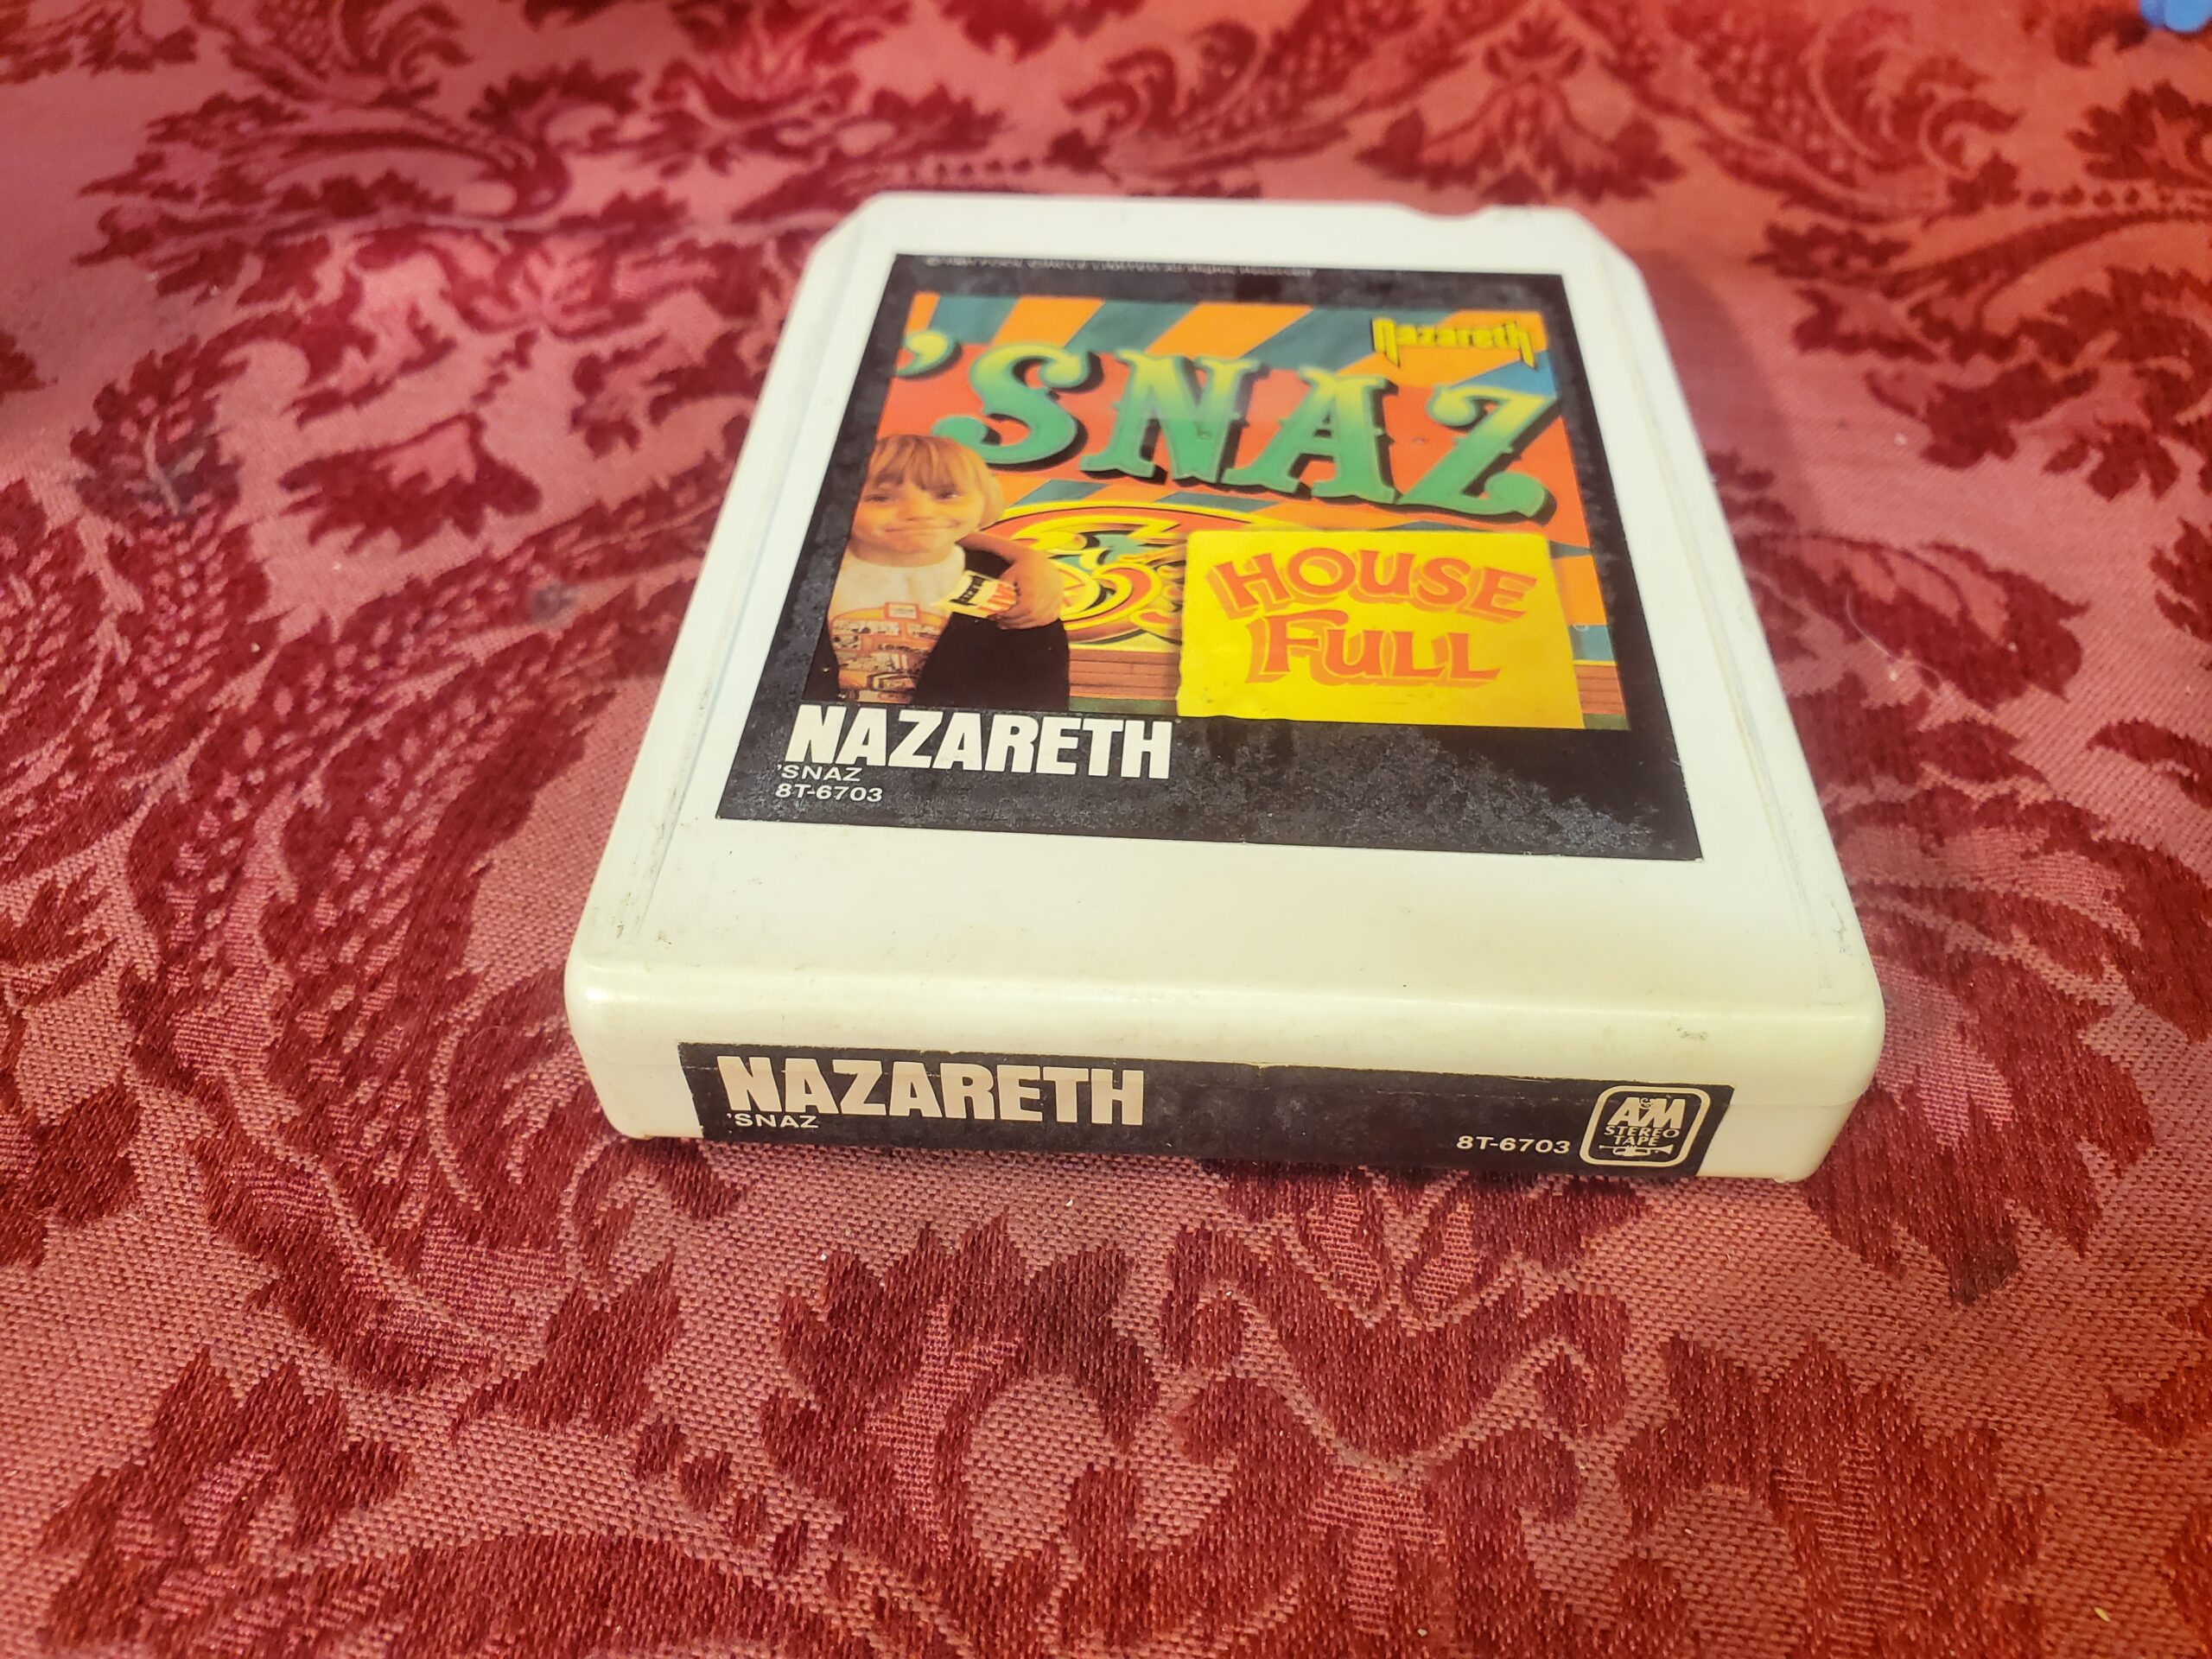 Nazareth
'SNAZ
HOUSE
FULL
NAZARETH
'SNAZ
8T-6703
NAZARETH
'SNAZ
8T-6703
A&M
STEREO
TAPE